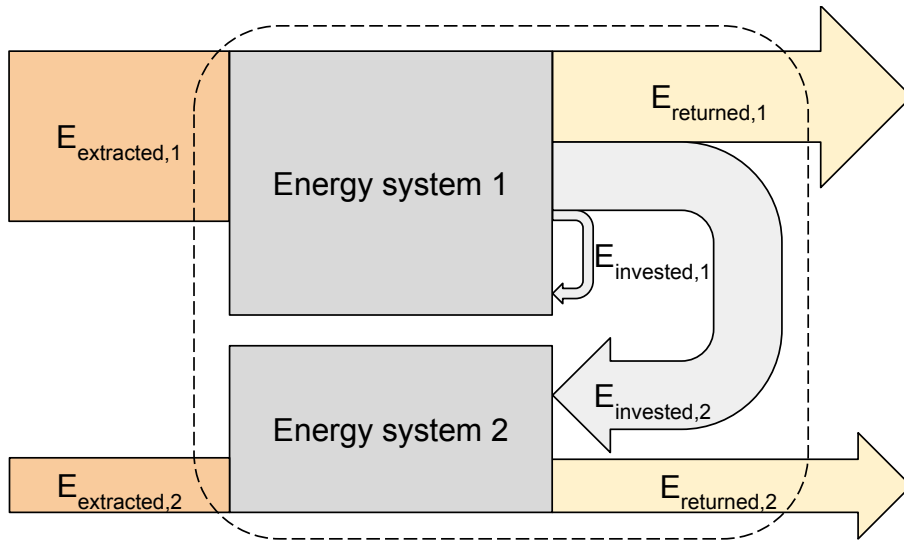 E_returned,1
E_extracted,1
Energy system 1
E_invested,1
E_invested,2
Energy system 2
E_extracted,2
E_returned,2